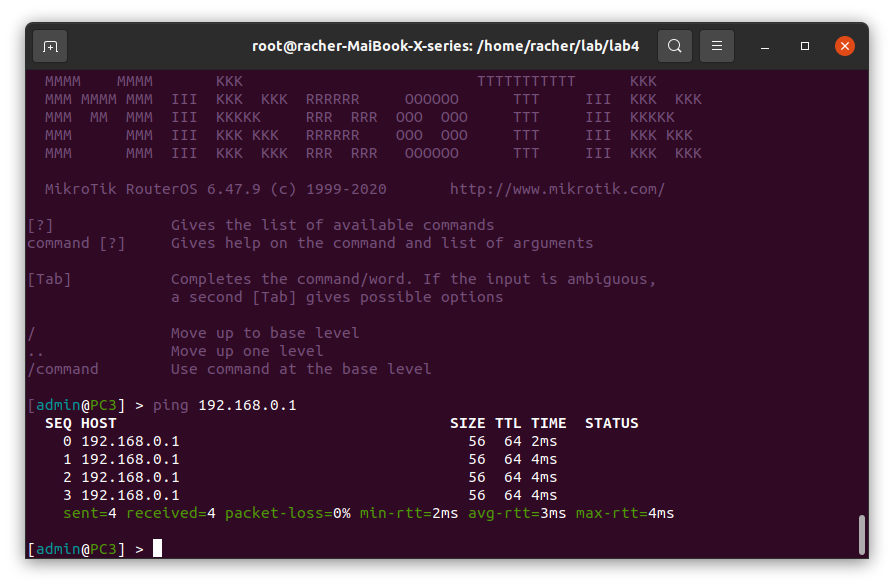 root@racher-MaiBook-X-series: /home/racher/lab/lab4
  MMMM    MMMM       KKK                          TTTTTTTTTTT      KKK
  MMM MMMM MMM  III  KKK  KKK  RRRRRR     OOOOOO      TTT     III  KKK  KKK
  MMM  MM  MMM  III  KKKKK     RRR  RRR  OOO  OOO     TTT     III  KKKKK
  MMM      MMM  III  KKK KKK   RRRRRR    OOO  OOO     TTT     III  KKK KKK
  MMM      MMM  III  KKK  KKK  RRR  RRR   OOOOOO      TTT     III  KKK  KKK
  MikroTik RouterOS 6.47.9 (c) 1999-2020       http://www.mikrotik.com/
[?]             Gives the list of available commands
command [?]     Gives help on the command and list of arguments
[Tab]           Completes the command/word. If the input is ambiguous,
                a second [Tab] gives possible options
/               Move up to base level
..              Move up one level
/command        Use command at the base level
[admin@PC3] > ping 192.168.0.1
  SEQ HOST                                     SIZE TTL TIME  STATUS
    0 192.168.0.1                                56  64 2ms
    1 192.168.0.1                                56  64 4ms
    2 192.168.0.1                                56  64 4ms
    3 192.168.0.1                                56  64 4ms
    sent=4 received=4 packet-loss=0% min-rtt=2ms avg-rtt=3ms max-rtt=4ms
[admin@PC3] >